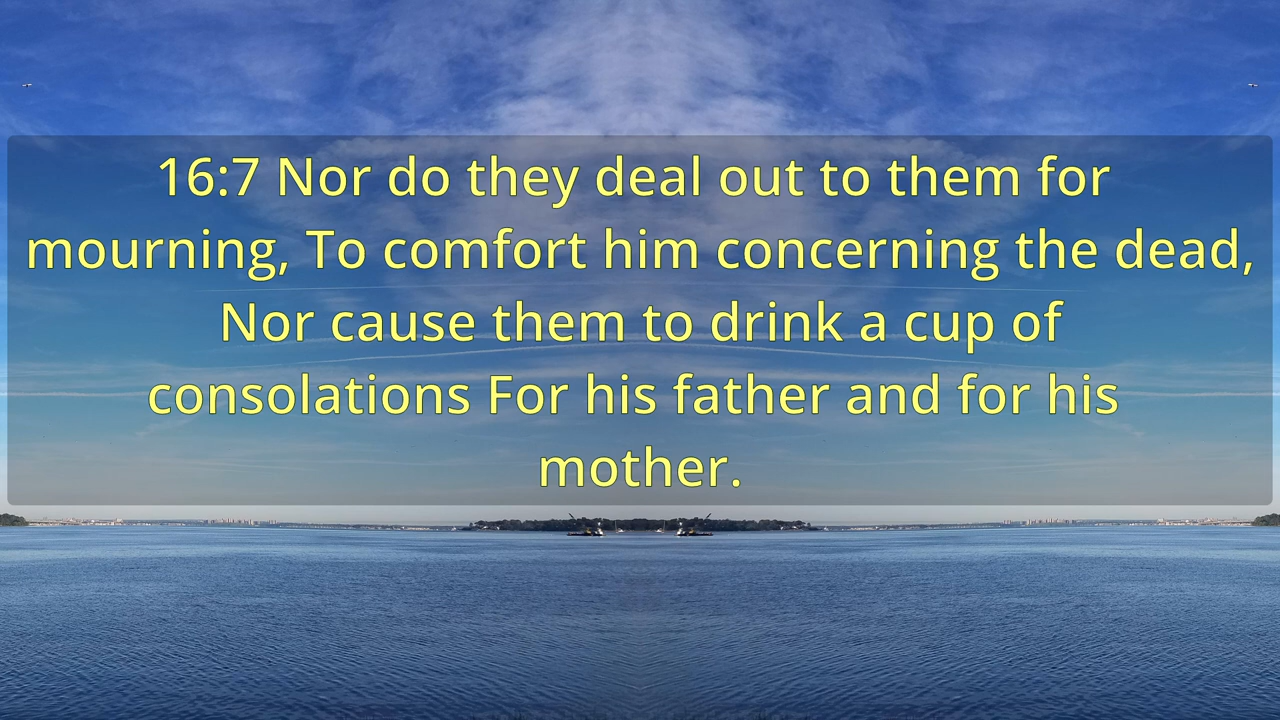 16:7 Nor do they deal out to them for
mourning, To comfort him concerning the dead,
Nor cause them to drink a cup of
consolations For his father and for his
mother.